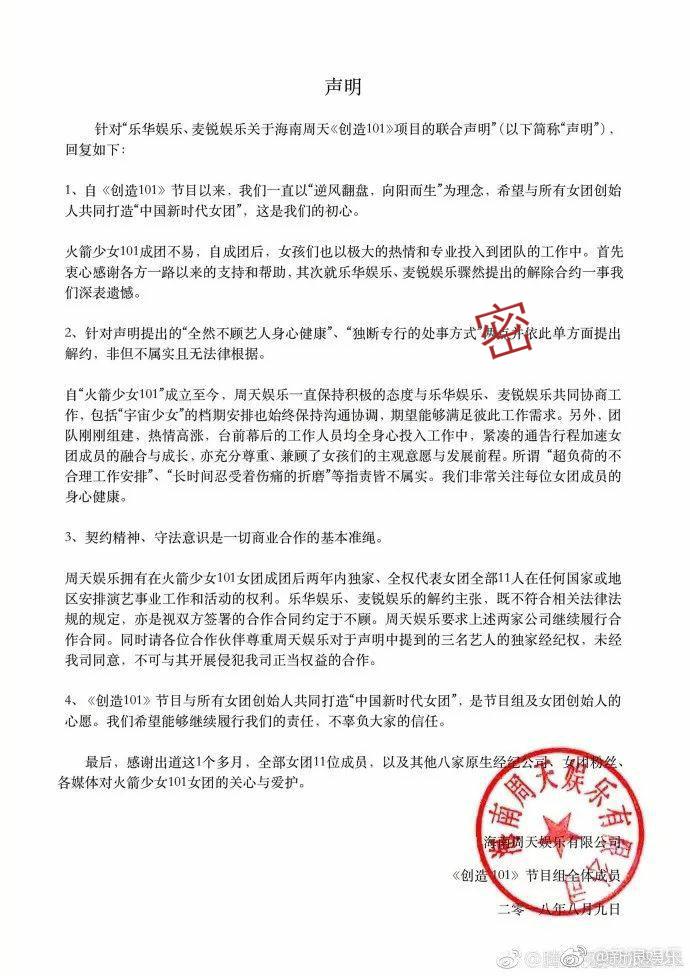 声明
针对“乐华娱乐、麦锐娱乐关于海南周天《创造101》项目的联合声明”(以下简称“声明”),
回复如下:
1、自《创造101》节目以来，我们一直以“逆风翻盘，向阳而生”为理念，希望与所有女团创始
人共同打造“中国新时代女团”，这是我们的初心。
火箭少女101成团不易，自成团后，女孩们也以极大的热情和专业投入到团队的工作中。首先
衷心感谢各方一路以来的支持和帮助，其次就乐华娱乐、麦锐娱乐骤然提出的解除合约一事我
们深表遗憾。
2、针对声明提出的“全然不顾艺人身心健康”、“独断专行的处事方式”两点并依此单方面提出
解约，非但不属实且无法律根据。
密
自“火箭少女101”成立至今，周天娱乐一直保持积极的态度与乐华娱乐、麦锐娱乐共同协商工
作，包括“宇宙少女”的档期安排也始终保持沟通协调，期望能够满足彼此工作需求。另外，团
队刚刚组建，热情高涨，台前幕后的工作人员均全身心投入工作中，紧凑的通告行程加速女
团成员的融合与成长，亦充分尊重、兼顾了女孩们的主观意愿与发展前程。所谓 “超负荷的不
合理工作安排”、“长时间忍受着伤痛的折磨”等指责皆不属实。我们非常关注每位女团成员的
身心健康。
3、契约精神、守法意识是一切商业合作的基本准绳。
周天娱乐拥有在火箭少女101女团成团后两年内独家、全权代表女团全部11人在任何国家或地
区安排演艺事业工作和活动的权利。乐华娱乐、麦锐娱乐的解约主张，既不符合相关法律法
规的规定，亦是视双方签署的合作合同约定于不顾。周天娱乐要求上述两家公司继续履行合
作合同。同时请各位合作伙伴尊重周天娱乐对于声明中提到的三名艺人的独家经纪权，未经
我司同意，不可与其开展侵犯我司正当权益的合作。
4、《创造101》节目与所有女团创始人共同打造“中国新时代女团”，是节目组及女团创始人的
心愿。我们希望能够继续履行我们的责任，不辜负大家的信任。
最后，感谢出道这1个多月，全部女团11位成员，以及其他八家原生经纪公司、女团粉丝、
各媒体对火箭少女101女团的关心与爱护。
海南周天娱乐有限公司
海南周天娱乐有限公司
《创造101》节目组全体成员
二零一八年八月九日
@新浪娱乐